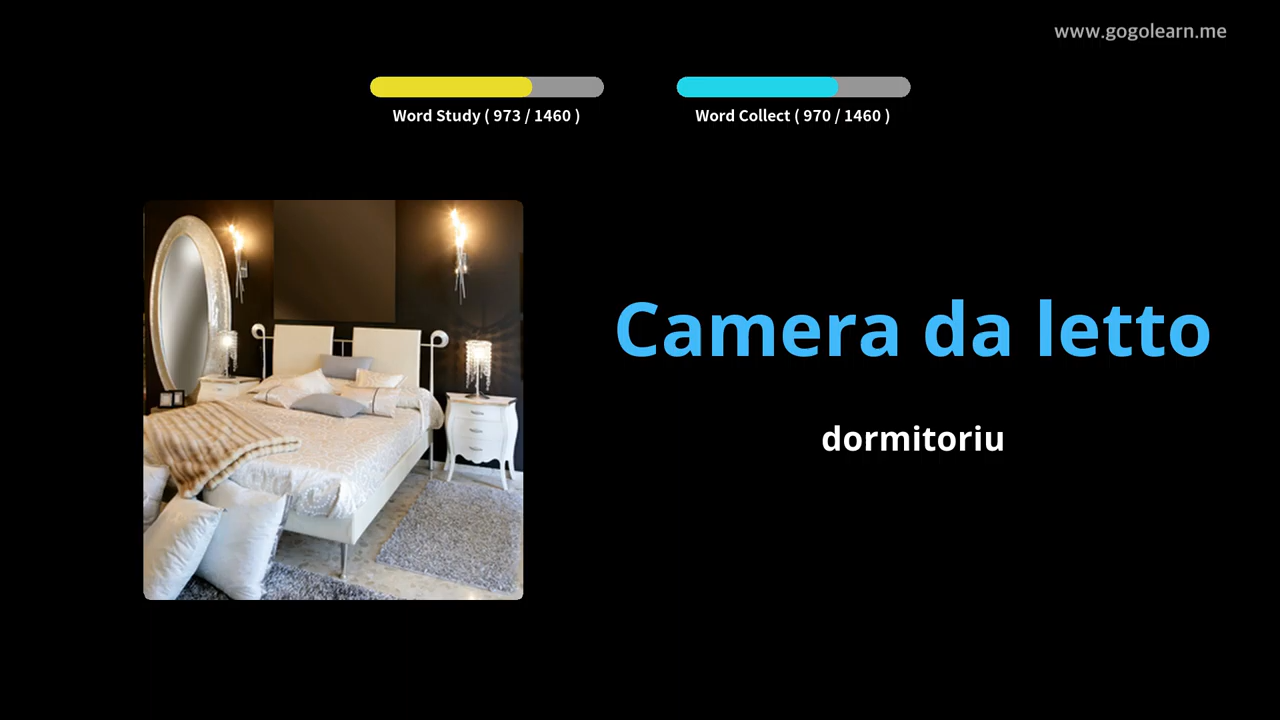 www.gogolearn.me
Word Study ( 973 / 1460 )
Word Collect ( 970 / 1460 )
Camera da letto
dormitoriu